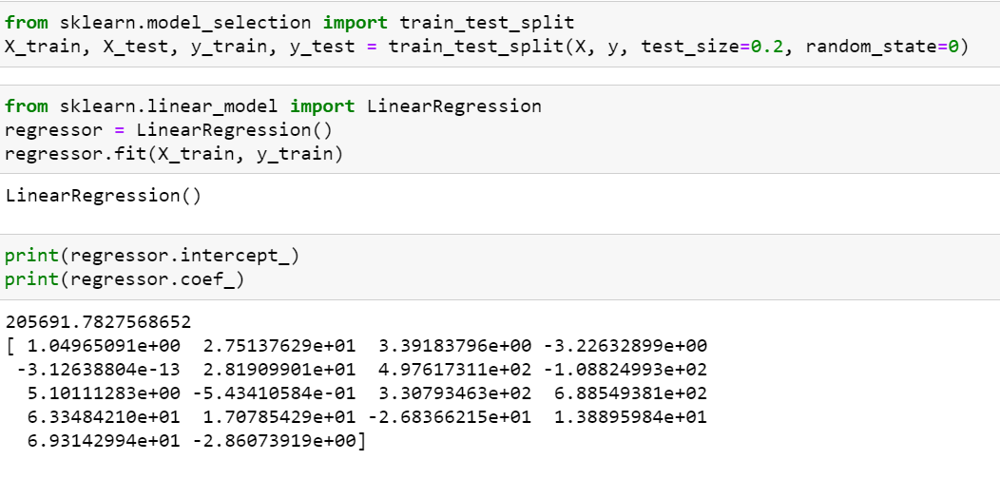 from sklearn.model_selection import train_test_split
X_train, X_test, y_train, y_test = train_test_split(X, y, test_size=0.2, random_state=0)
from sklearn.linear_model import LinearRegression
regressor = LinearRegression()
regressor.fit(X_train, y_train)
LinearRegression()
print(regressor.intercept_)
print(regressor.coef_)
205691.7827568652
[ 1.04965091e+00  2.75137629e+01  3.39183796e+00 -3.22632899e+00
 -3.12638804e-13  2.81909901e+01  4.97617311e+02 -1.08824993e+02
  5.10111283e+00 -5.43410584e-01  3.30793463e+02  6.88549381e+02
  6.33484210e+01  1.70785429e+01 -2.68366215e+01  1.38895984e+01
  6.93142994e+01 -2.86073919e+00]